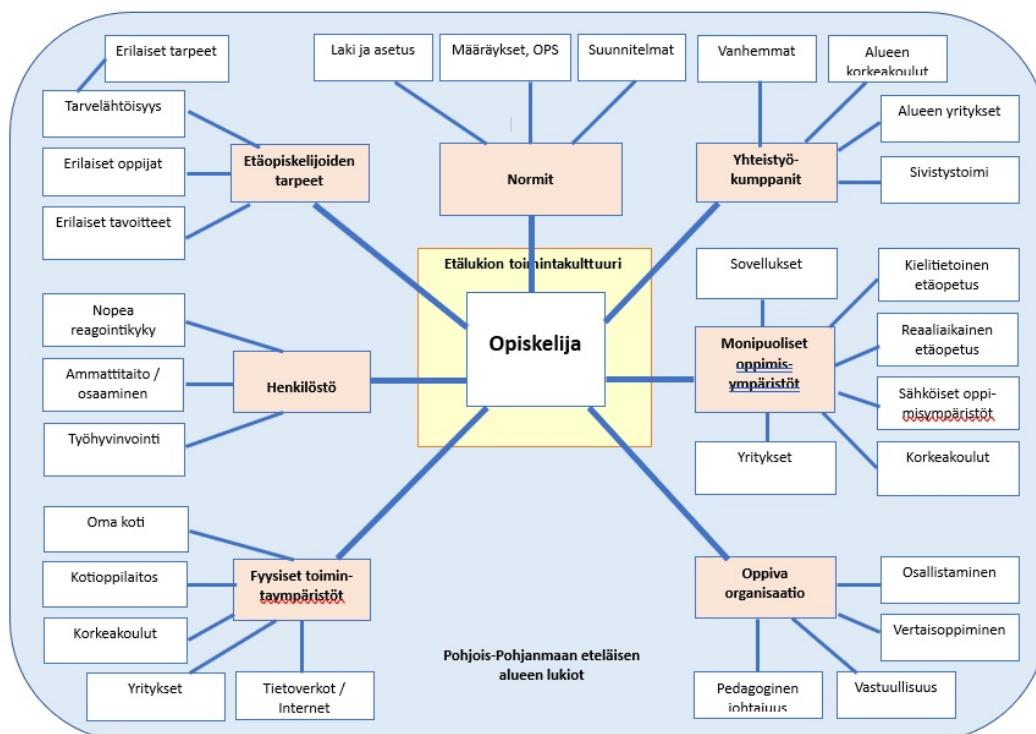 Erilaiset tarpeet
Laki ja asetus
Määräykset, OPS
Suunnitelmat
Vanhemmat
Alueen
korkeakoulut
Tarvelähtöisyys
Alueen yritykset
Etäopiskelijoiden
tarpeet
Normit
Yhteistyö-
kumppanit
Erilaiset oppijat
Sivistystoimi
Erilaiset tavoitteet
Etälukion toimintakulttuuri
Opiskelija
Sovellukset
Kielitietoinen
etäopetus
Nopea
reagointikyky
Reaaliaikainen
etäopetus
Monipuoliset
oppimis-
ympäristöt
Henkilöstö
Ammattitaito /
osaaminen
Sähköiset oppi-
misympäristöt
Työhyvinvointi
Yritykset
Korkeakoulut
Oma koti
Fyysiset toimin-
taympäristöt
Oppiva
organisaatio
Kotioppilaitos
Osallistaminen
Korkeakoulut
Vertaisoppiminen
Pohjois-Pohjanmaan eteläisen
alueen lukiot
Yritykset
Tietoverkot /
Internet
Pedagoginen
johtajuus
Vastuullisuus